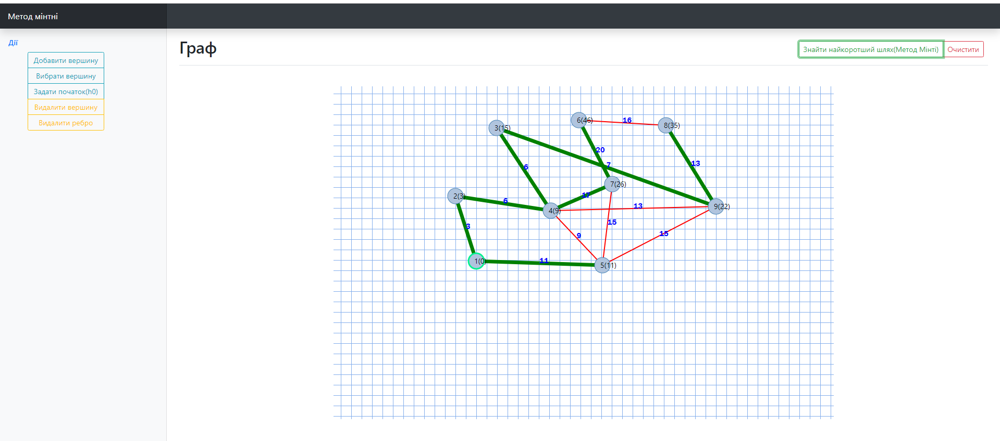 Метод мінтні
Дії
Добавити вершину
Вибрати вершину
Задати початок(h0)
Видалити вершину
Видалити ребро
Граф
Знайти найкоротший шлях(Метод Мінті)
Очистити
6(46)
16
8(35)
3(15)
20
7
13
6
7(26)
2(3)
6
17
4(9)
13
9(22)
3
15
9
15
1(0)
11
5(11)